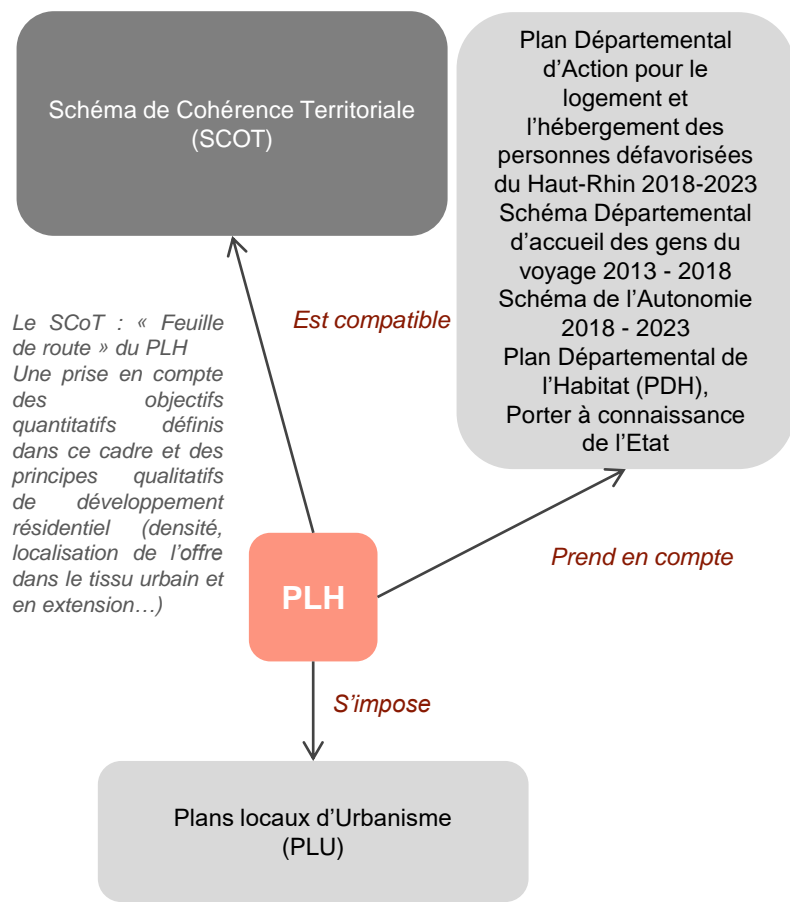 Schéma de Cohérence Territoriale
(SCOT)
Plan Départemental
d’Action pour le
logement et
l’hébergement des
personnes défavorisées
du Haut-Rhin 2018-2023
Schéma Départemental
d’accueil des gens du
voyage 2013 - 2018
Schéma de l’Autonomie
2018 - 2023
Plan Départemental de
l’Habitat (PDH),
Porter à connaissance
de l’Etat
Le SCoT : « Feuille
de route » du PLH
Une prise en compte
des objectifs
quantitatifs définis
dans ce cadre et des
principes qualitatifs
de développement
résidentiel (densité,
localisation de l’offre
dans le tissu urbain et
en extension…)
Est compatible
Prend en compte
PLH
S’impose
Plans locaux d’Urbanisme
(PLU)